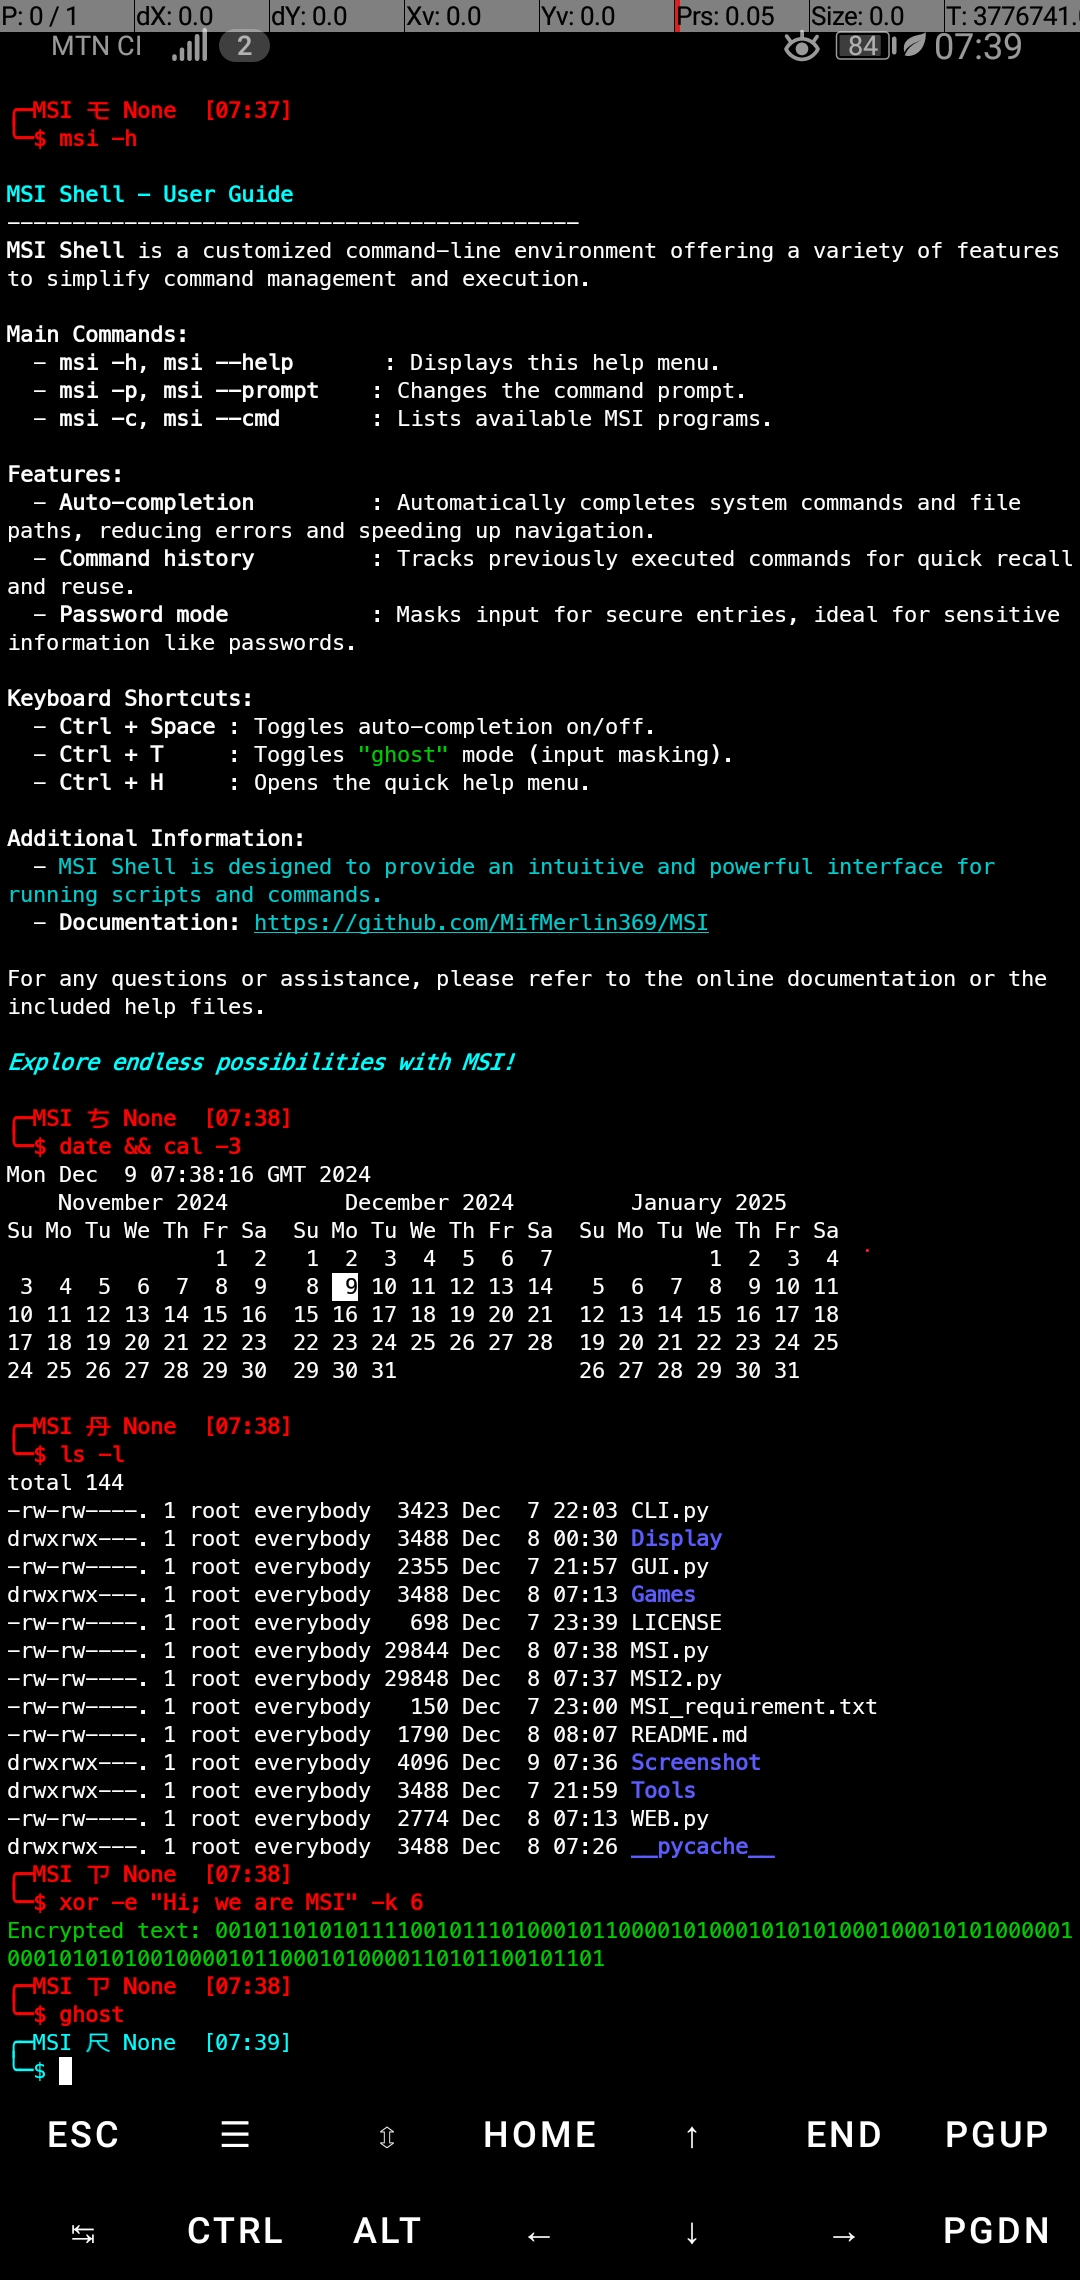 P: 0 / 1 dX: 0.0 dY: 0.0 Xv: 0.0 Yv: 0.0 Prs: 0.05 Size: 0.0 T: 3776741.
MTN CI 2 84 07:39
╭─MSI モ None  [07:37]
╰─$ msi -h
MSI Shell - User Guide
--------------------------------------------
MSI Shell is a customized command-line environment offering a variety of features
to simplify command management and execution.
Main Commands:
  - msi -h, msi --help       : Displays this help menu.
  - msi -p, msi --prompt    : Changes the command prompt.
  - msi -c, msi --cmd       : Lists available MSI programs.
Features:
  - Auto-completion         : Automatically completes system commands and file
paths, reducing errors and speeding up navigation.
  - Command history         : Tracks previously executed commands for quick recall
and reuse.
  - Password mode           : Masks input for secure entries, ideal for sensitive
information like passwords.
Keyboard Shortcuts:
  - Ctrl + Space : Toggles auto-completion on/off.
  - Ctrl + T     : Toggles "ghost" mode (input masking).
  - Ctrl + H     : Opens the quick help menu.
Additional Information:
  - MSI Shell is designed to provide an intuitive and powerful interface for
running scripts and commands.
  - Documentation: https://github.com/MifMerlin369/MSI
For any questions or assistance, please refer to the online documentation or the
included help files.
Explore endless possibilities with MSI!
╭─MSI ち None  [07:38]
╰─$ date && cal -3
Mon Dec  9 07:38:16 GMT 2024
    November 2024         December 2024         January 2025
Su Mo Tu We Th Fr Sa  Su Mo Tu We Th Fr Sa  Su Mo Tu We Th Fr Sa
                1  2   1  2  3  4  5  6  7            1  2  3  4
 3  4  5  6  7  8  9   8  9 10 11 12 13 14   5  6  7  8  9 10 11
10 11 12 13 14 15 16  15 16 17 18 19 20 21  12 13 14 15 16 17 18
17 18 19 20 21 22 23  22 23 24 25 26 27 28  19 20 21 22 23 24 25
24 25 26 27 28 29 30  29 30 31              26 27 28 29 30 31
╭─MSI 丹 None  [07:38]
╰─$ ls -l
total 144
-rw-rw----. 1 root everybody  3423 Dec  7 22:03 CLI.py
drwxrwx---. 1 root everybody  3488 Dec  8 00:30 Display
-rw-rw----. 1 root everybody  2355 Dec  7 21:57 GUI.py
drwxrwx---. 1 root everybody  3488 Dec  8 07:13 Games
-rw-rw----. 1 root everybody   698 Dec  7 23:39 LICENSE
-rw-rw----. 1 root everybody 29844 Dec  8 07:38 MSI.py
-rw-rw----. 1 root everybody 29848 Dec  8 07:37 MSI2.py
-rw-rw----. 1 root everybody   150 Dec  7 23:00 MSI_requirement.txt
-rw-rw----. 1 root everybody  1790 Dec  8 08:07 README.md
drwxrwx---. 1 root everybody  4096 Dec  9 07:36 Screenshot
drwxrwx---. 1 root everybody  3488 Dec  7 21:59 Tools
-rw-rw----. 1 root everybody  2774 Dec  8 07:13 WEB.py
drwxrwx---. 1 root everybody  3488 Dec  8 07:26 __pycache__
╭─MSI 卩 None  [07:38]
╰─$ xor -e "Hi; we are MSI" -k 6
Encrypted text: 001011010101111001011101000101100001010001010101000100010101000001
0001010101001000010110001010000110101100101101
╭─MSI 卩 None  [07:38]
╰─$ ghost
╭─MSI 尺 None  [07:39]
╰─$
ESC ☰ ⇳ HOME ↑ END PGUP
↹ CTRL ALT ← ↓ → PGDN